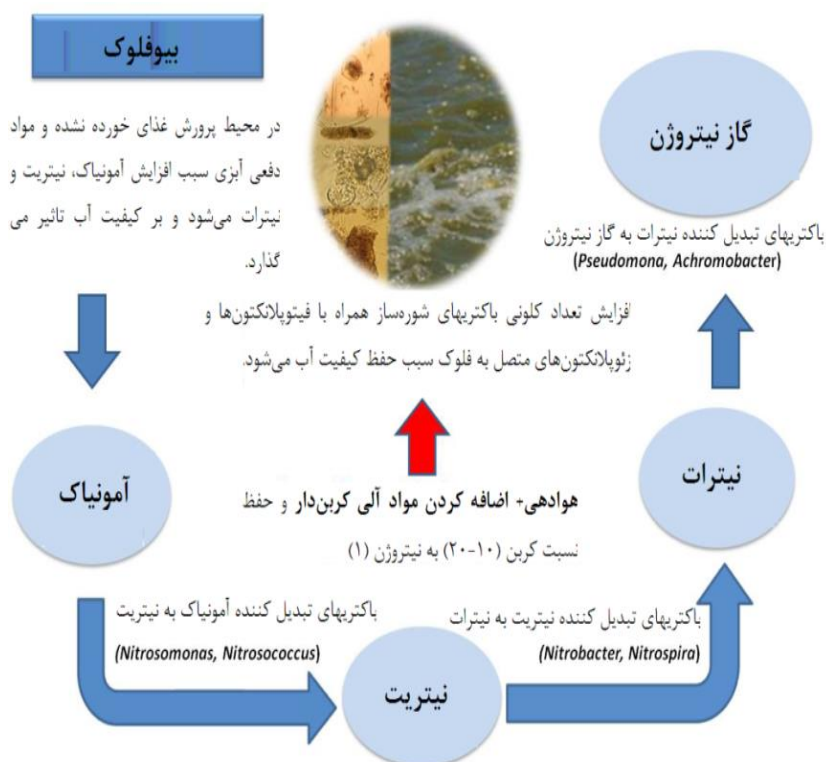 بیوفلوک
در محیط پرورش غذای خورده نشده و مواد
دفعی آبزی سبب افزایش آمونیاک، نیتریت و
نیترات می‌شود و بر کیفیت آب تاثیر می
گذارد.
گاز نیتروژن
باکتریهای تبدیل کننده نیترات به گاز نیتروژن
(Pseudomona, Achromobacter)
افزایش تعداد کلونی باکتریهای شوره‌ساز همراه با فیتوپلانکتون‌ها و
زئوپلانکتون‌های متصل به فلوک سبب حفظ کیفیت آب می‌شود.
آمونیاک
هوادهی+ اضافه کردن مواد آلی کربن‌دار و حفظ
نسبت کربن (۱۰-۲۰) به نیتروژن (۱)
نیترات
باکتریهای تبدیل کننده آمونیاک به نیتریت
(Nitrosomonas, Nitrosococcus)
نیتریت
باکتریهای تبدیل کننده نیتریت به نیترات
(Nitrobacter, Nitrospira)